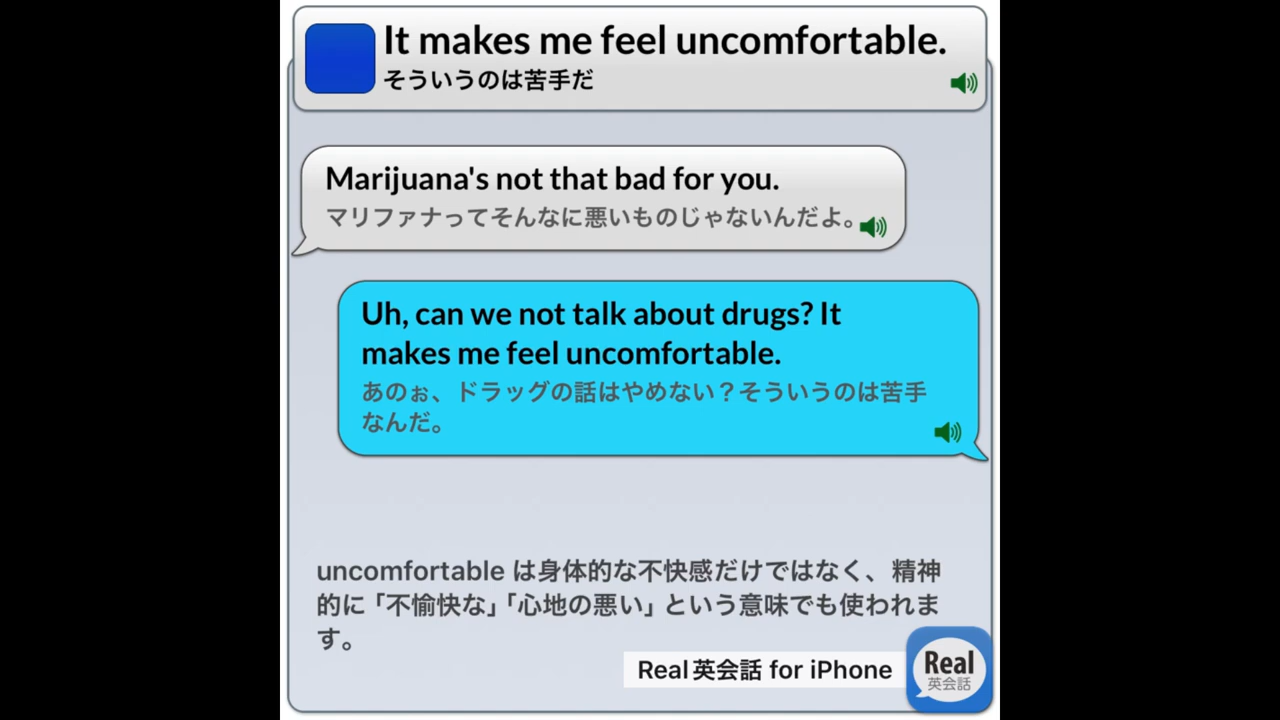 It makes me feel uncomfortable.
そういうのは苦手だ
Marijuana's not that bad for you.
マリファナってそんなに悪いものじゃないんだよ。
Uh, can we not talk about drugs? It
makes me feel uncomfortable.
あのぉ、ドラッグの話はやめない？そういうのは苦手
なんだ。
uncomfortable は身体的な不快感だけではなく、精神
的に「不愉快な」「心地の悪い」という意味でも使われま
す。
Real英会話 for iPhone
Real
英会話